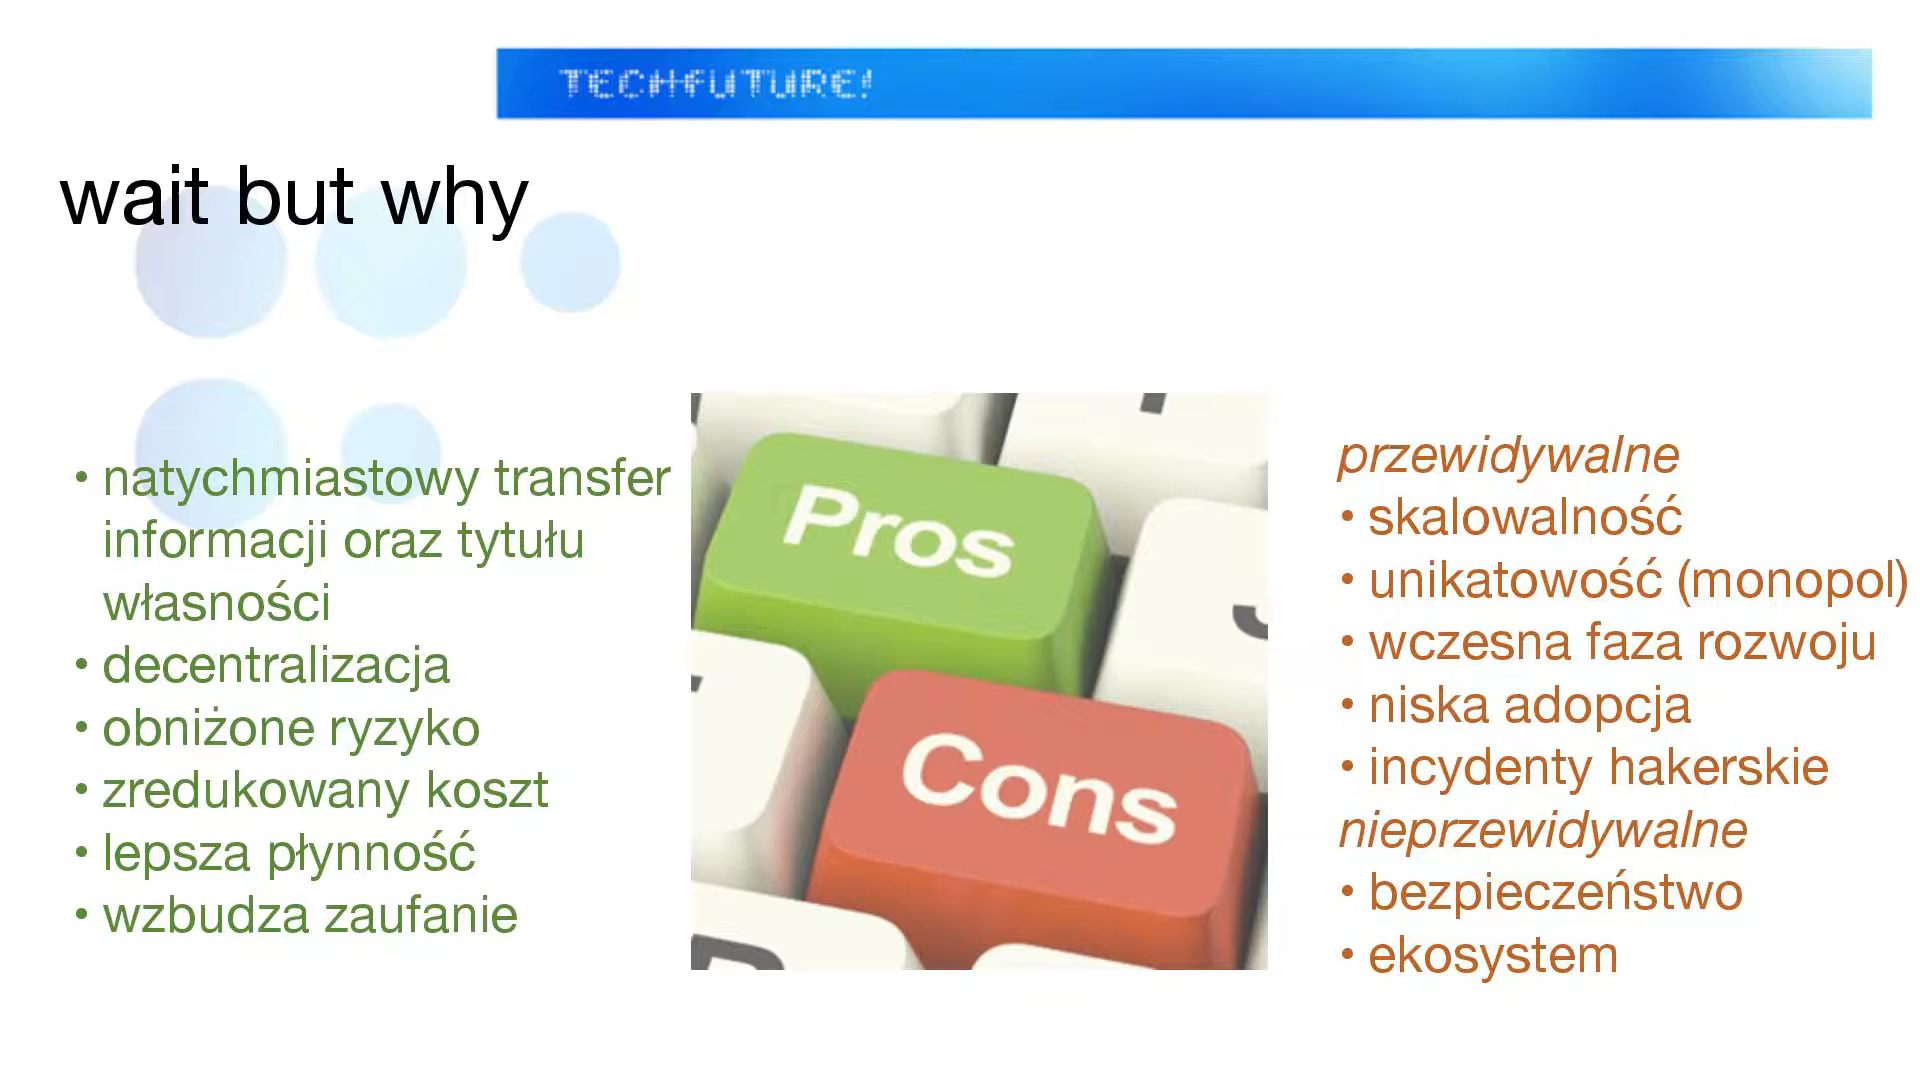 TECHFUTURE!
wait but why
• natychmiastowy transfer
informacji oraz tytułu
własności
• decentralizacja
• obniżone ryzyko
• zredukowany koszt
• lepsza płynność
• wzbudza zaufanie
Pros
Cons
przewidywalne
• skalowalność
• unikatowość (monopol)
• wczesna faza rozwoju
• niska adopcja
• incydenty hakerskie
nieprzewidywalne
• bezpieczeństwo
• ekosystem